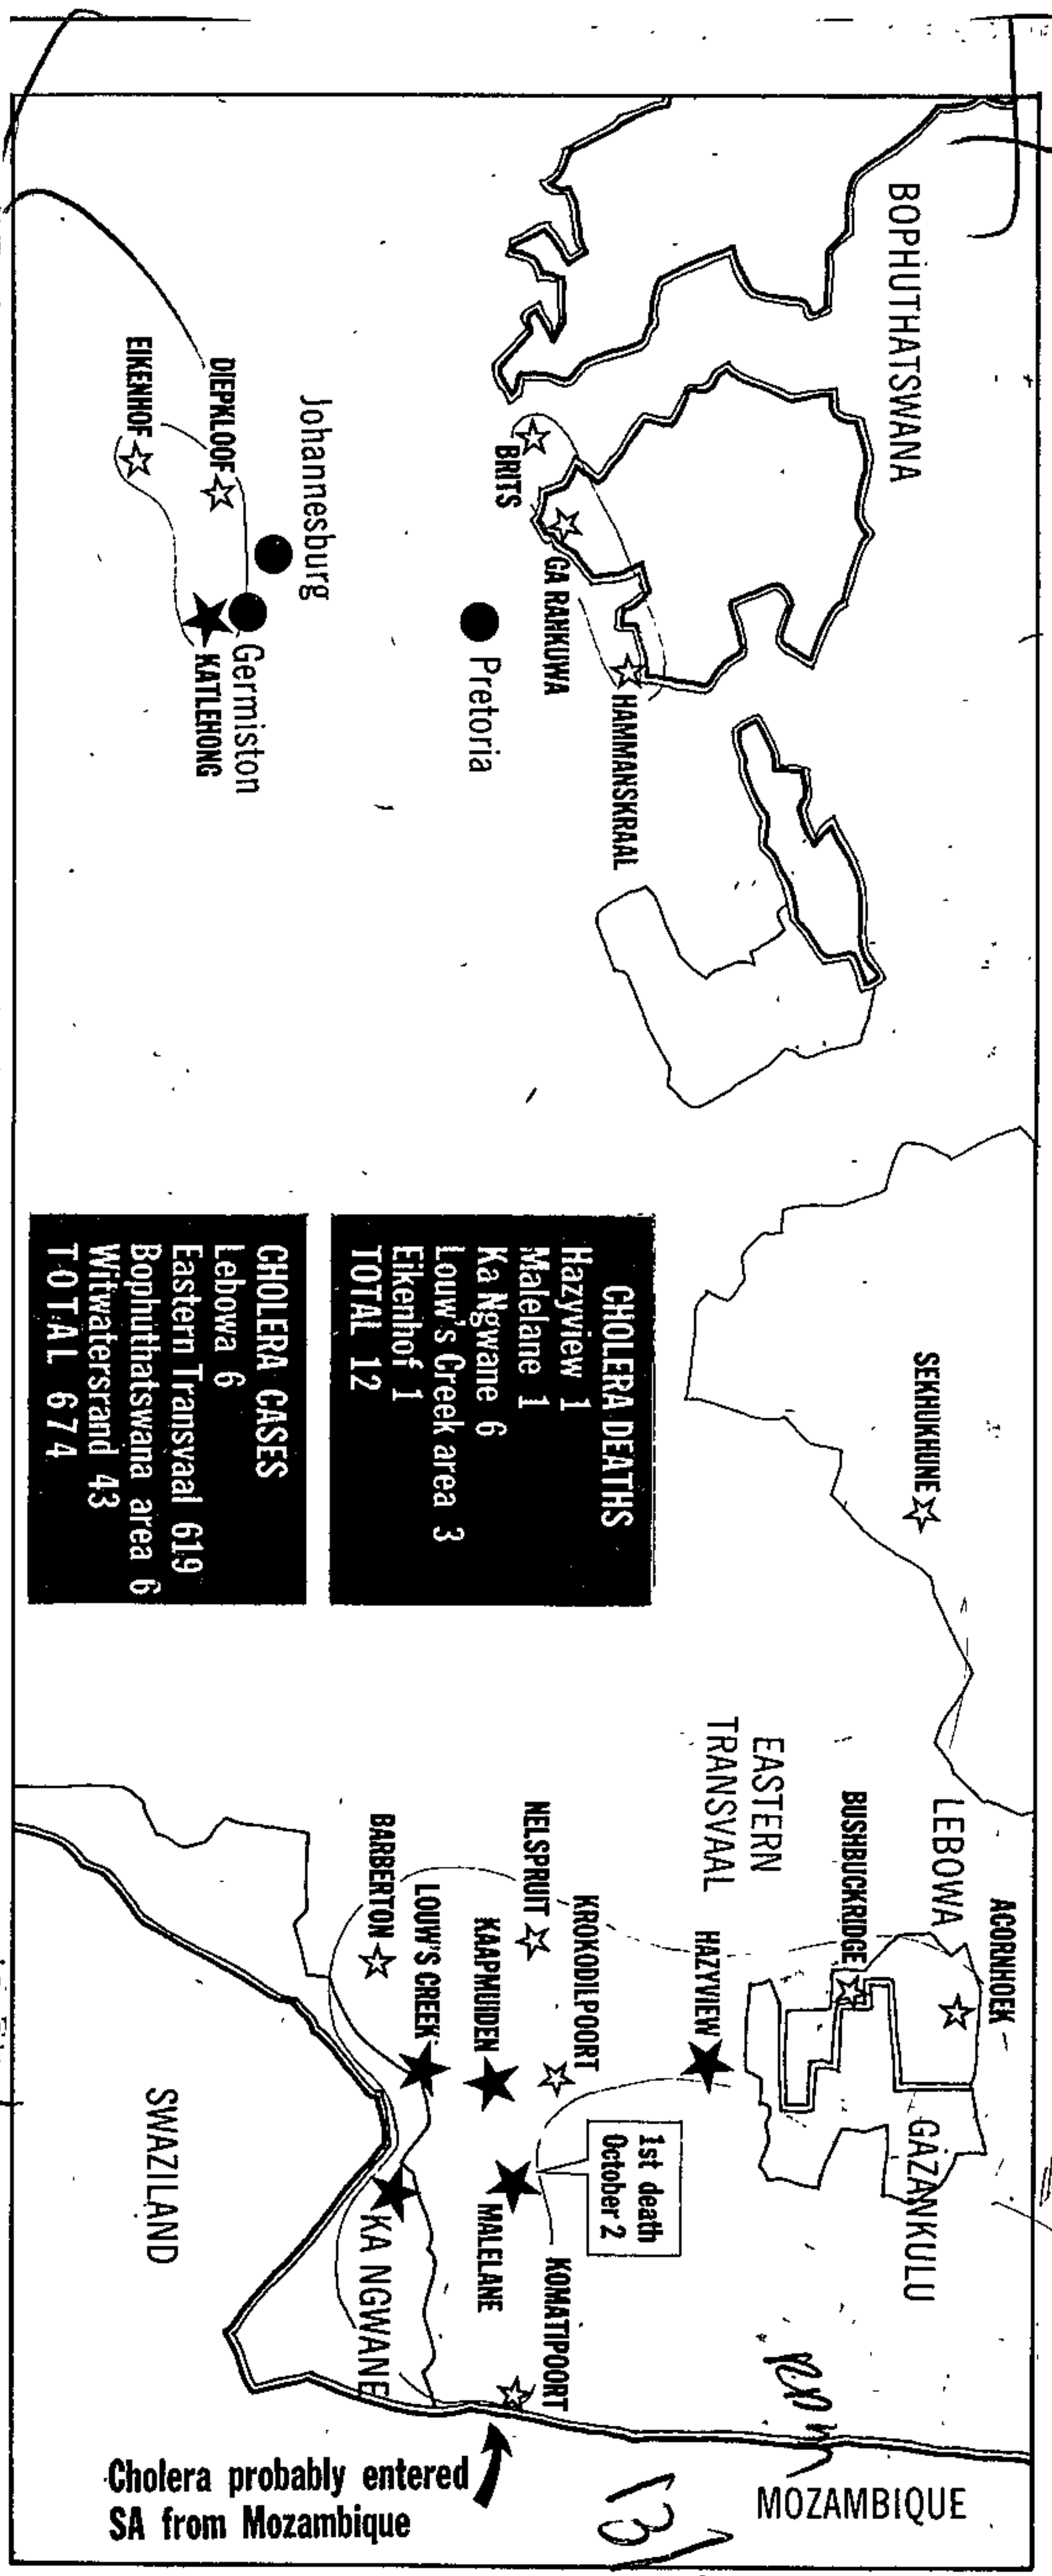 BOPHUTHATSWANA
BRITS
GA RANKUWA
HAMMANSKRAAL
Pretoria
Johannesburg
DIEPKLOOF
EIKENHOF
Germiston
KATLEHONG
SEKHUKHUNE
CHOLERA DEATHS
Hazyview 1
Malelane 1
Ka Ngwane 6
Louw's Creek area 3
Eikenhof 1
TOTAL 12
CHOLERA CASES
Lebowa 6
Eastern Transvaal 619
Bophuthatswana area 6
Witwatersrand 43
TOTAL 674
ACORNHOEK
LEBOWA
BUSHBUCKRIDGE
GAZANKULU
EASTERN
TRANSVAAL
HAZYVIEW
KROKODILPOORT
NELSPRUIT
KAAPMUIDEN
LOUW'S CREEK
BARBERTON
1st death
October 2
MALELANE
KOMATIPOORT
KA NGWANE
SWAZILAND
MOZAMBIQUE
Cholera probably entered
SA from Mozambique